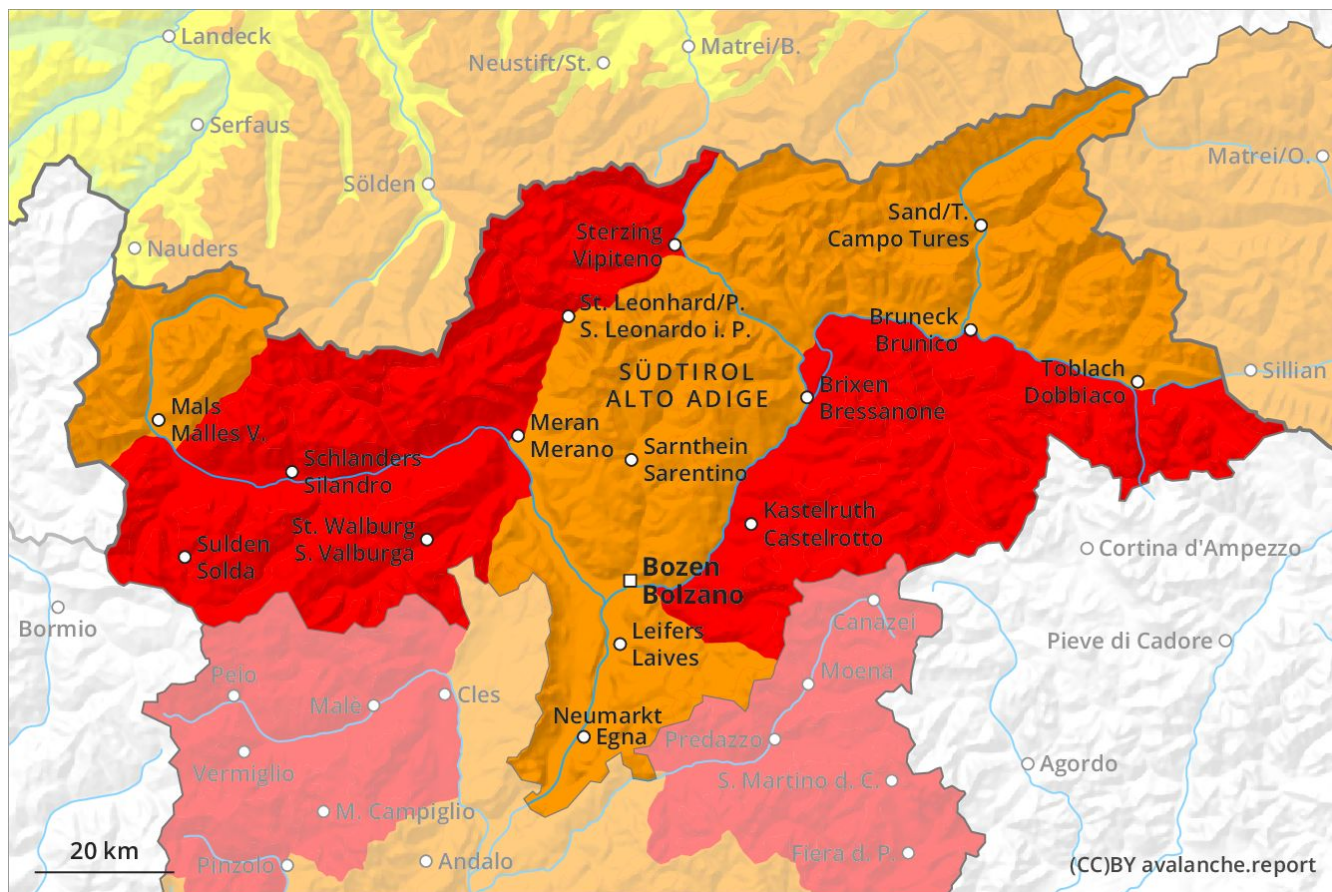 Landeck
Matrei/B.
Neustift/St.
Serfaus
Matrei/O.
Sölden
Sand/T.
Campo Tures
Sterzing
Vipiteno
Nauders
St. Leonhard/P.
S. Leonardo i. P.
Bruneck
Brunico
Toblach
Dobbiaco
Sillian
SÜDTIROL
ALTO ADIGE
Brixen
Bressanone
Mals
Malles V.
Meran
Merano
Sarnthein
Sarentino
Schlanders
Silandro
Kastelruth
Castelrotto
St. Walburg
S. Valburga
Sulden
Solda
Cortina d'Ampezzo
Bozen
Bolzano
Bormio
Canazei
Leifers
Laives
Pieve di Cadore
Peio
Moena
Cles
Malè
Neumarkt
Egna
Predazzo
Vermiglio
Agordo
S. Martino d. C.
M. Campiglio
20 km
Pinzolo
Andalo
Fiera d. P.
(CC)BY avalanche.report